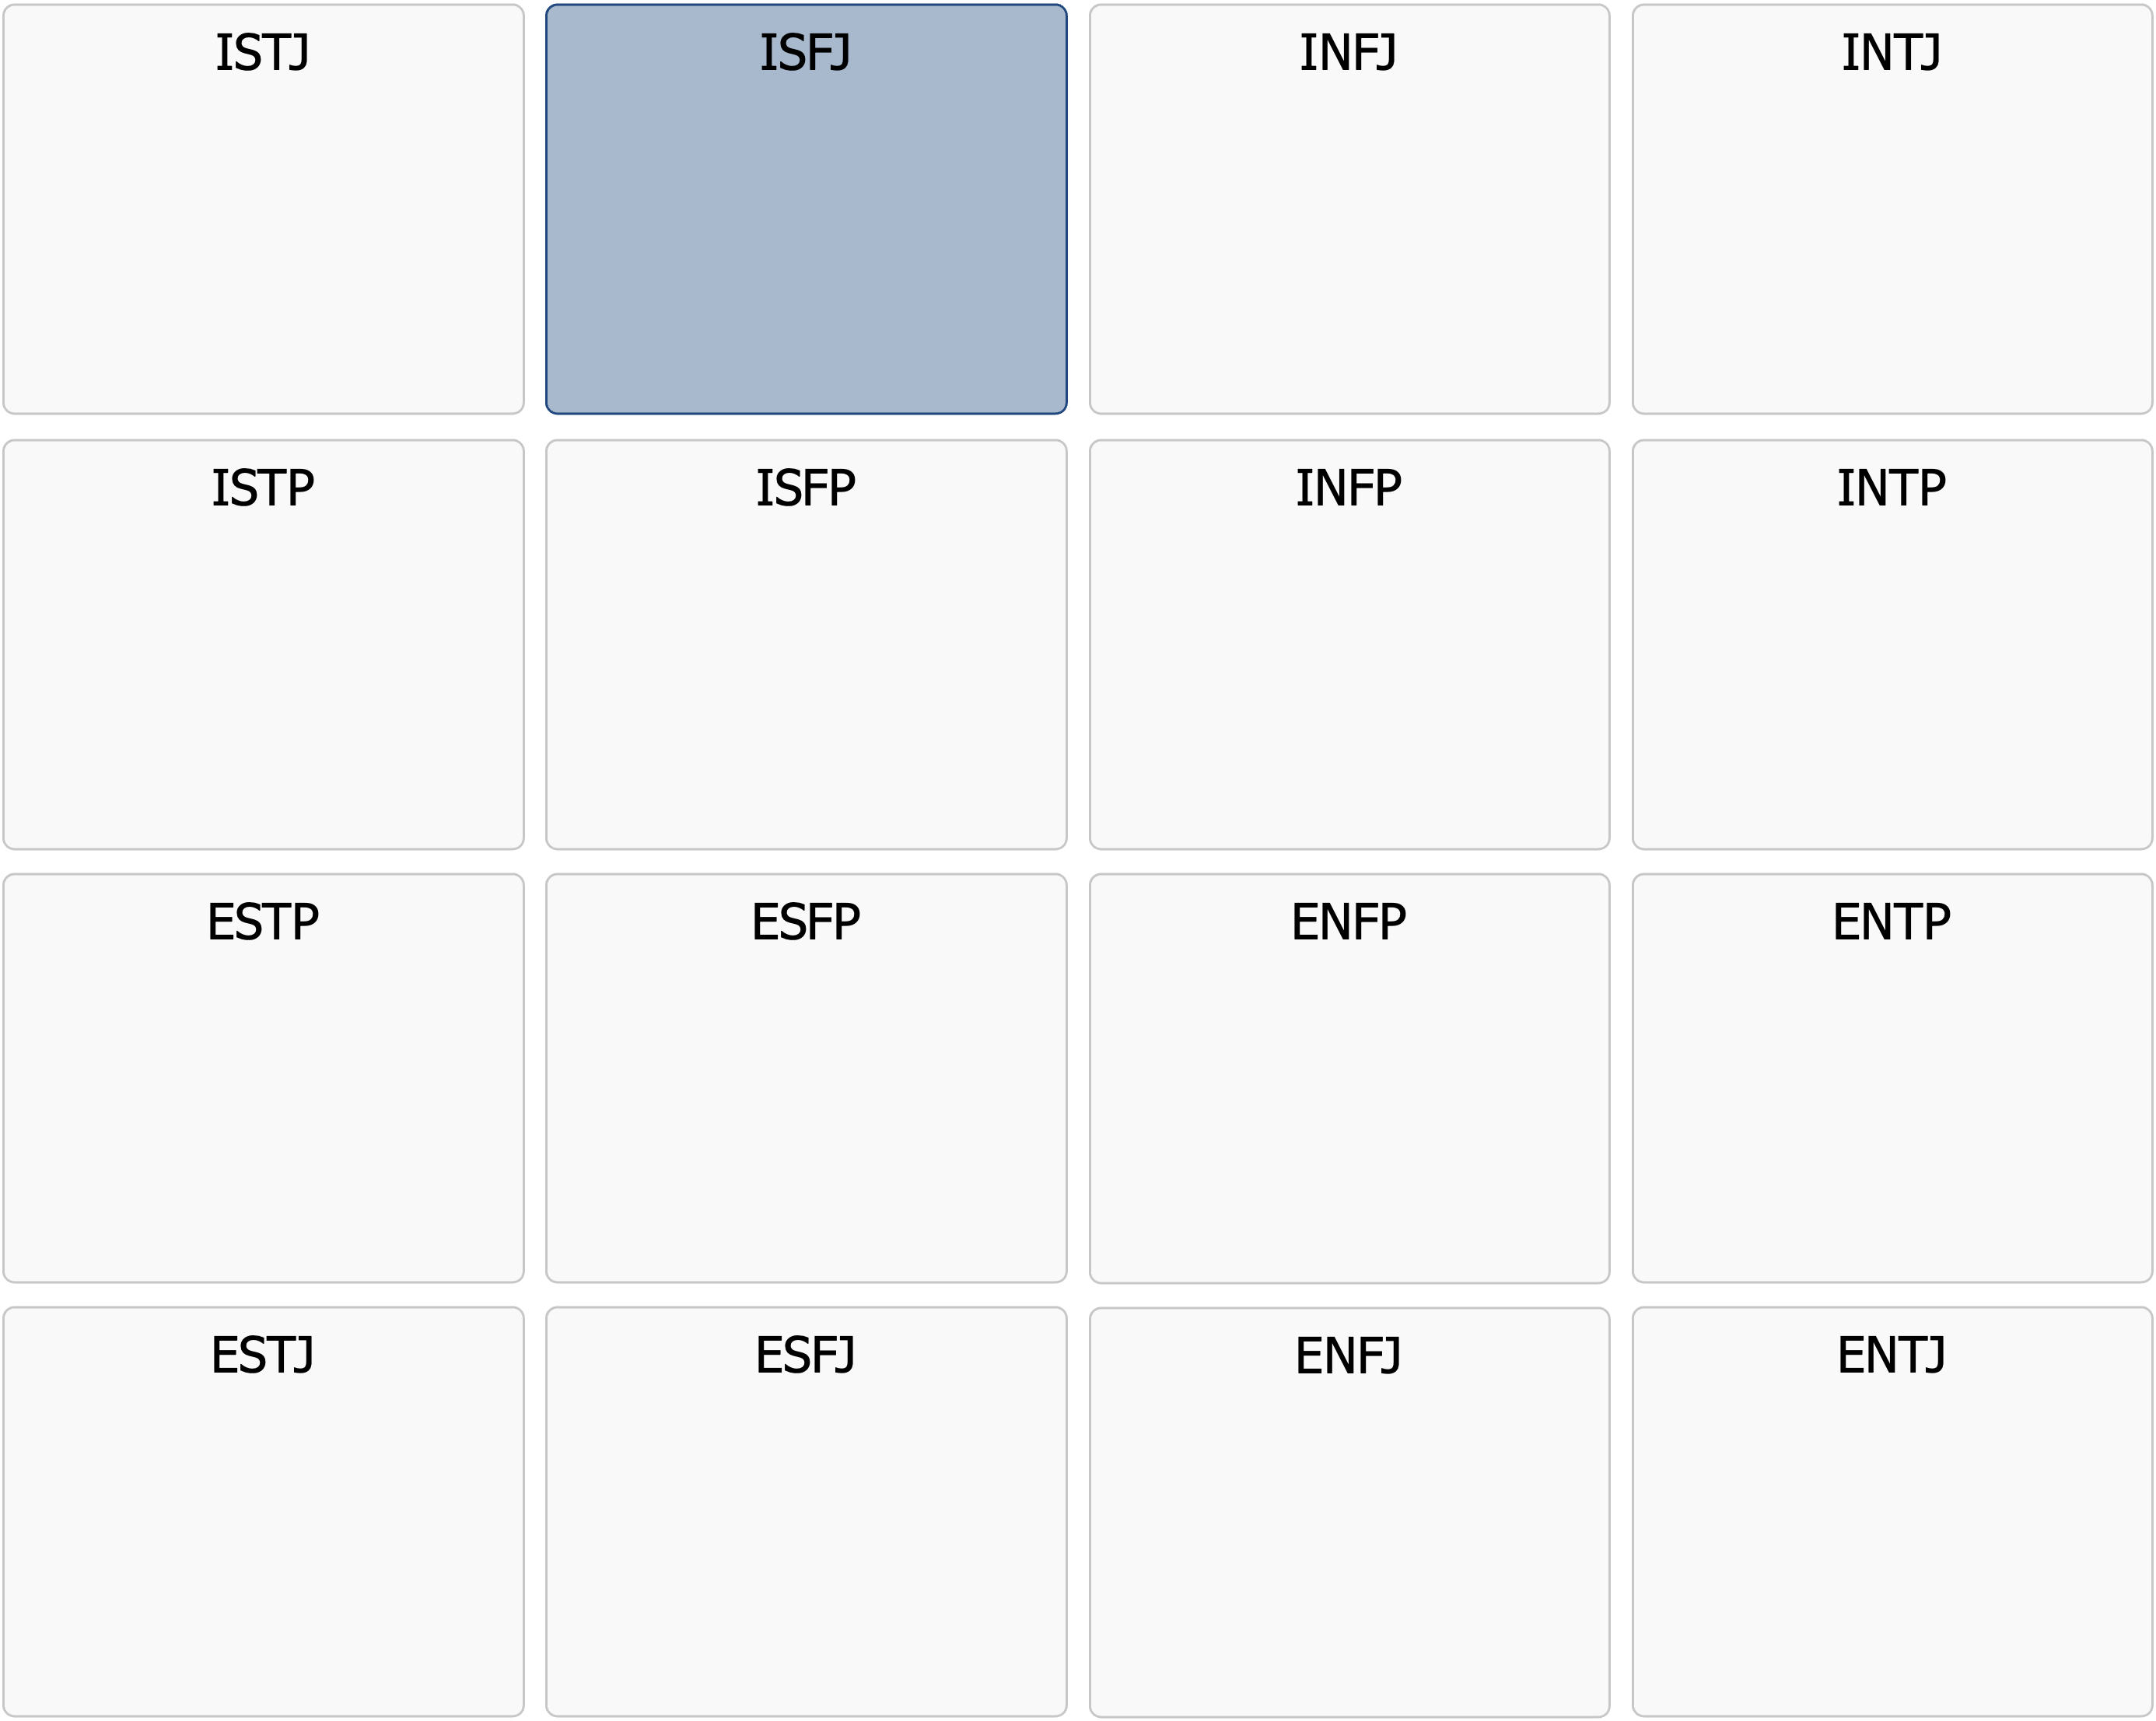 ISTJ ISFJ INFJ INTJ
ISTP ISFP INFP INTP
ESTP ESFP ENFP ENTP
ESTJ ESFJ ENFJ ENTJ